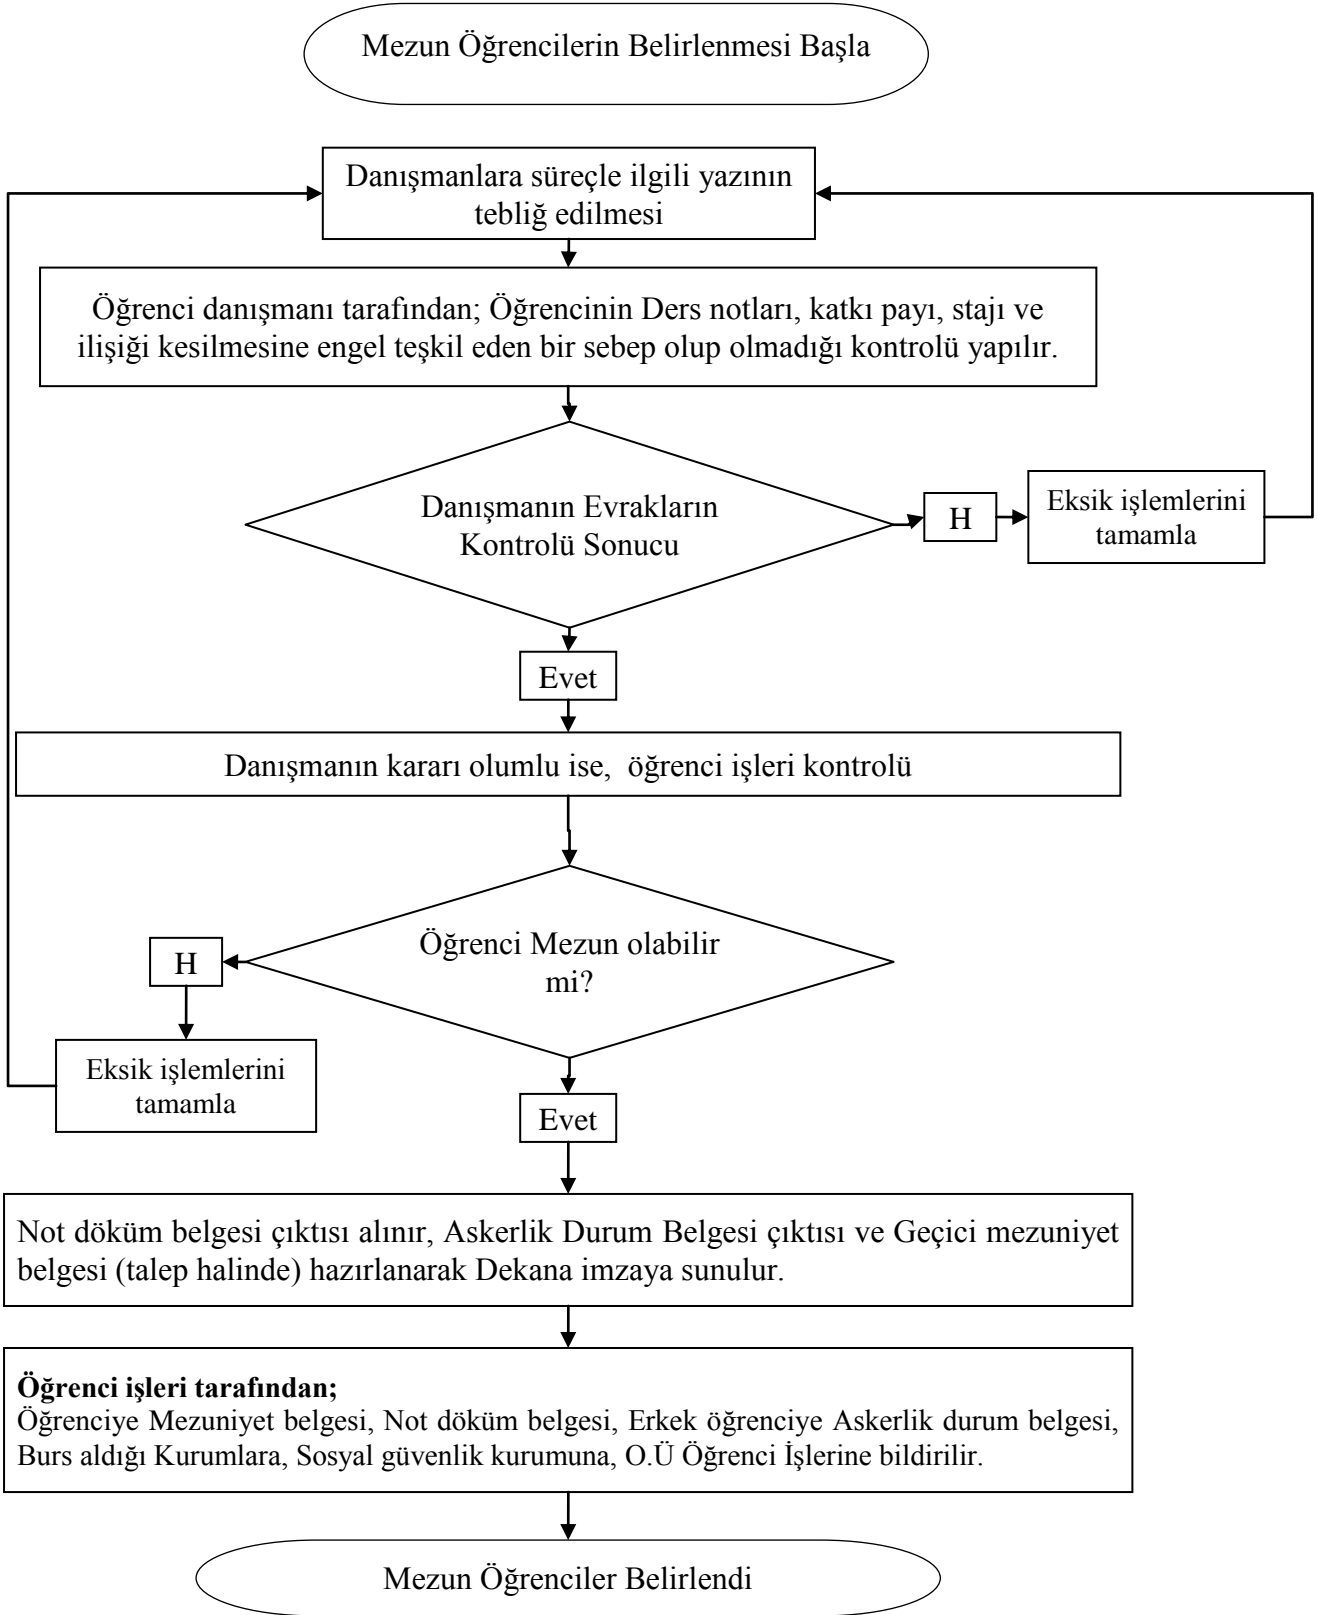 Mezun Öğrencilerin Belirlenmesi Başla
Danışmanlara süreçle ilgili yazının
tebliğ edilmesi
Öğrenci danışmanı tarafından; Öğrencinin Ders notları, katkı payı, stajı ve
ilişiği kesilmesine engel teşkil eden bir sebep olup olmadığı kontrolü yapılır.
Danışmanın Evrakların
Kontrolü Sonucu
H
Eksik işlemlerini
tamamla
Evet
Danışmanın kararı olumlu ise, öğrenci işleri kontrolü
Öğrenci Mezun olabilir
mi?
H
Eksik işlemlerini
tamamla
Evet
Not döküm belgesi çıktısı alınır, Askerlik Durum Belgesi çıktısı ve Geçici mezuniyet
belgesi (talep halinde) hazırlanarak Dekana imzaya sunulur.
Öğrenci işleri tarafından;
Öğrenciye Mezuniyet belgesi, Not döküm belgesi, Erkek öğrenciye Askerlik durum belgesi,
Burs aldığı Kurumlara, Sosyal güvenlik kurumuna, O.Ü Öğrenci İşlerine bildirilir.
Mezun Öğrenciler Belirlendi